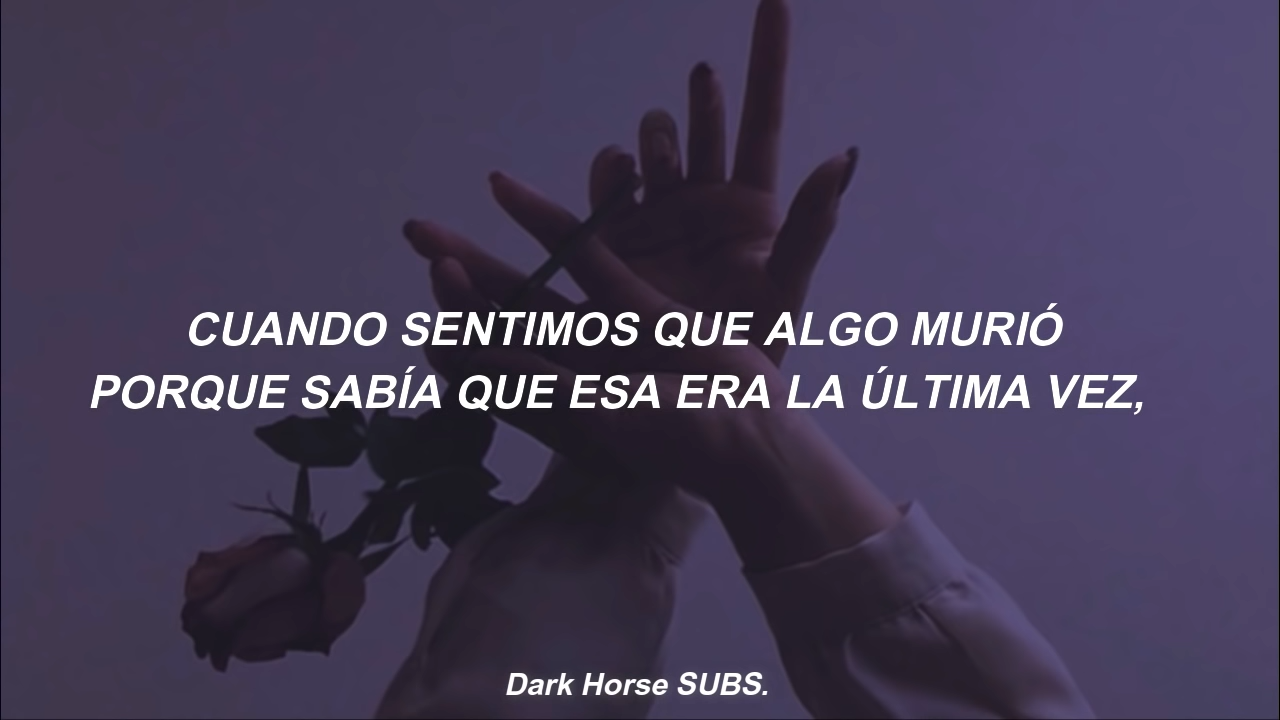 CUANDO SENTIMOS QUE ALGO MURIÓ
PORQUE SABÍA QUE ESA ERA LA ÚLTIMA VEZ,
Dark Horse SUBS.